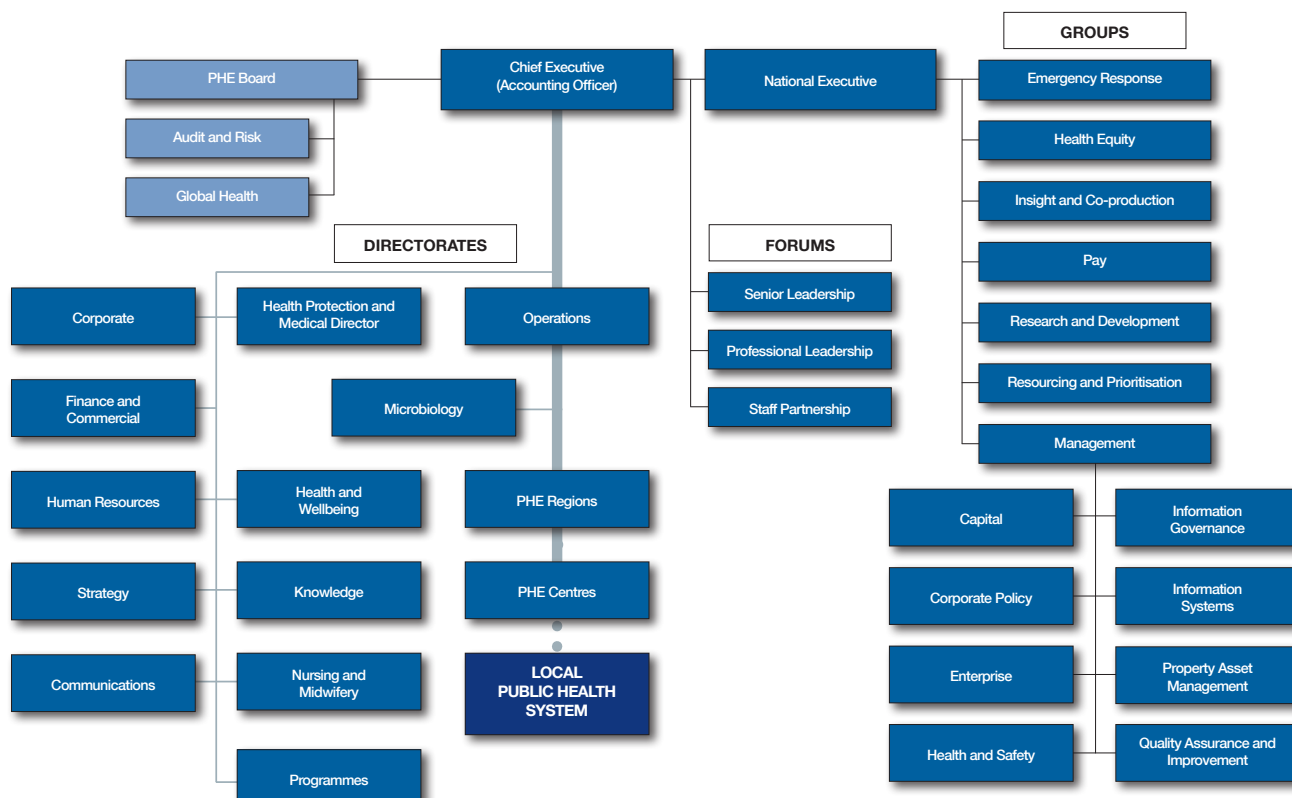 GROUPS
PHE Board
Chief Executive
(Accounting Officer)
National Executive
Emergency Response
Audit and Risk
Health Equity
Global Health
Insight and Co-production
DIRECTORATES
FORUMS
Pay
Corporate
Health Protection and
Medical Director
Operations
Senior Leadership
Research and Development
Professional Leadership
Finance and
Commercial
Microbiology
Staff Partnership
Resourcing and Prioritisation
Management
Human Resources
Health and
Wellbeing
PHE Regions
Capital
Information
Governance
Strategy
Knowledge
PHE Centres
Corporate Policy
Information
Systems
Communications
Nursing and
Midwifery
LOCAL
PUBLIC HEALTH
SYSTEM
Enterprise
Property Asset
Management
Programmes
Health and Safety
Quality Assurance and
Improvement